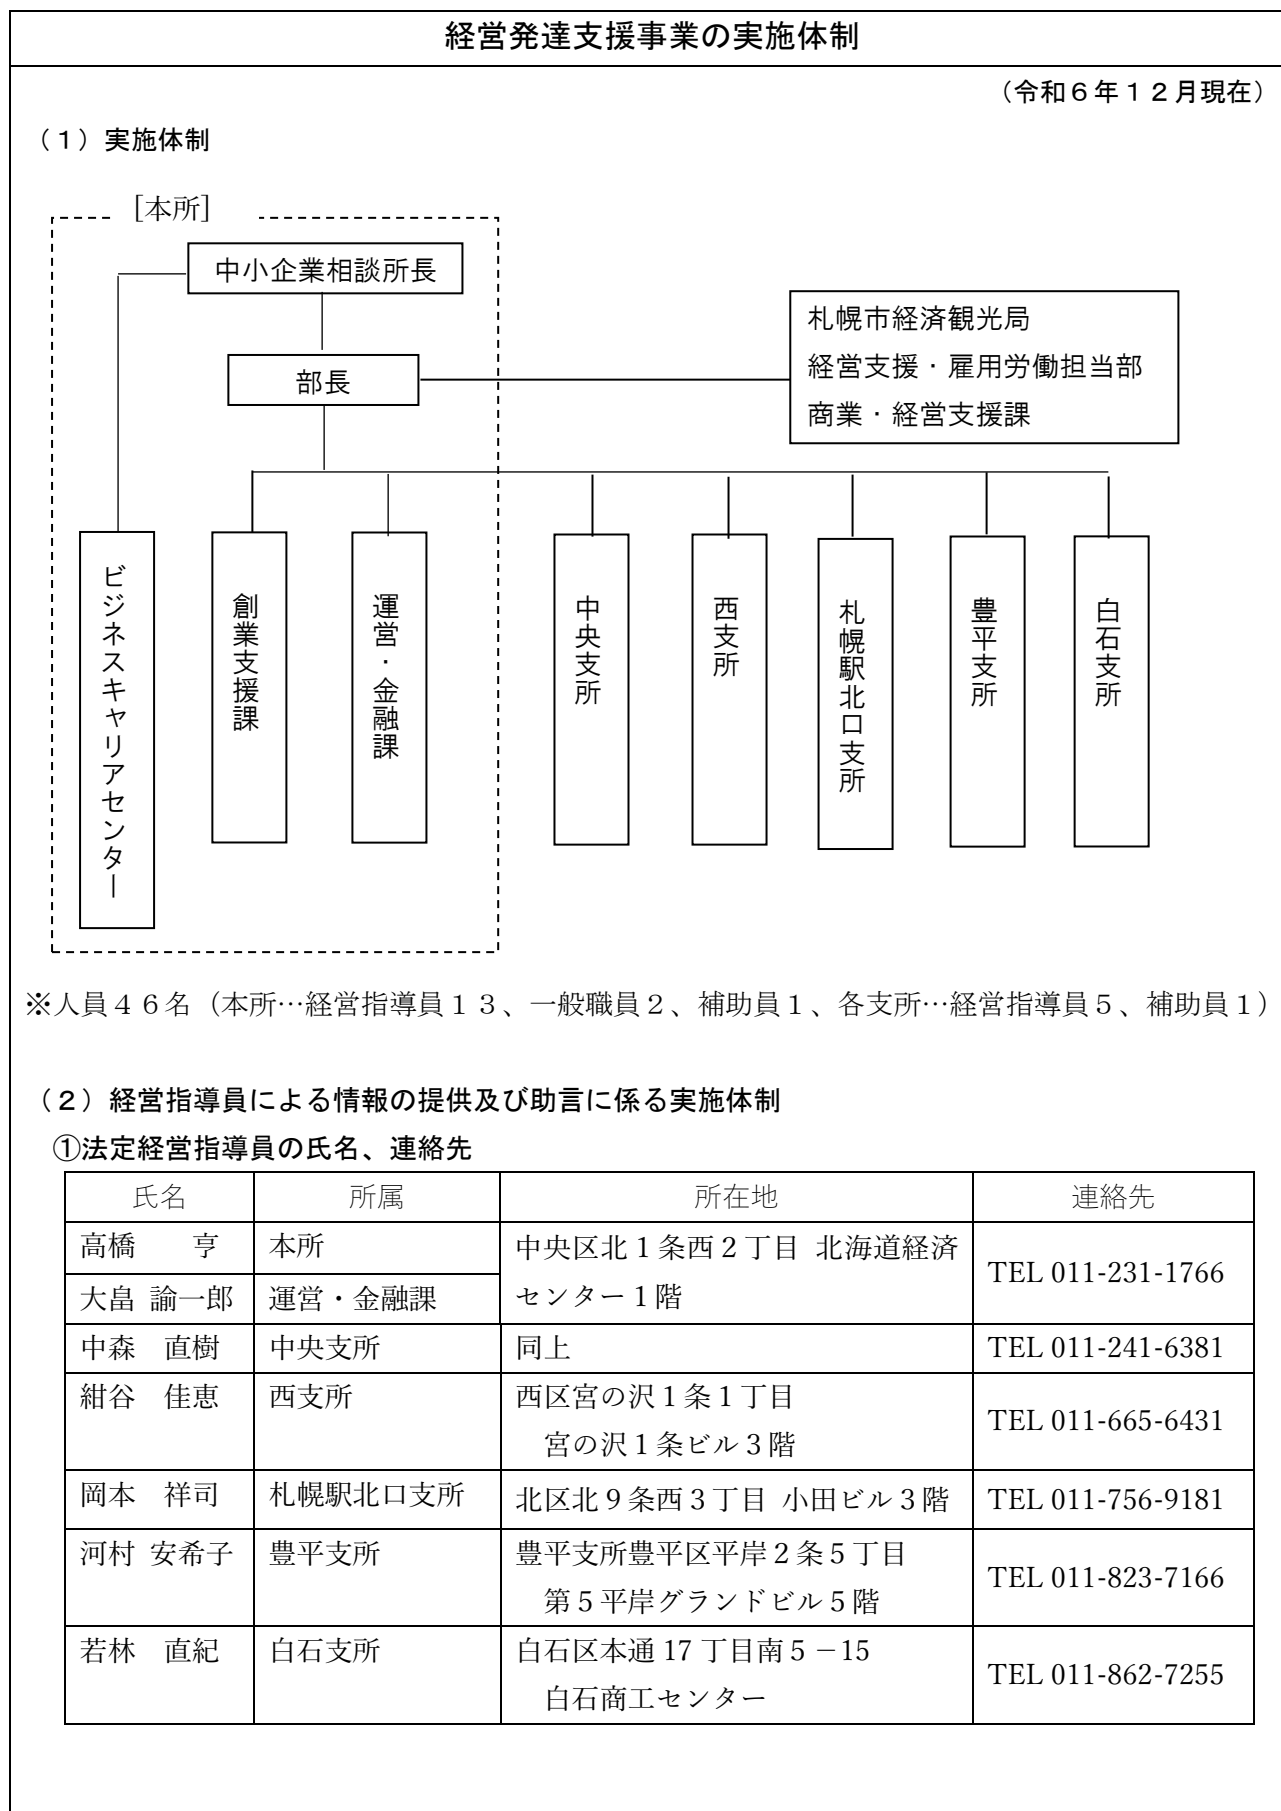 経営発達支援事業の実施体制
（令和６年１２月現在）
（１）実施体制
［本所］
中小企業相談所長
部長
札幌市経済観光局
経営支援・雇用労働担当部
商業・経営支援課
ビジネスキャリアセンター
創業支援課
運営・金融課
中央支所
西支所
札幌駅北口支所
豊平支所
白石支所
※人員４６名（本所…経営指導員１３、一般職員２、補助員１、各支所…経営指導員５、補助員１）
（２）経営指導員による情報の提供及び助言に係る実施体制
①法定経営指導員の氏名、連絡先
氏名 所属 所在地 連絡先
高橋　亨 本所 中央区北１条西２丁目 北海道経済
大畠 諭一郎 運営・金融課 センター１階 TEL 011-231-1766
中森　直樹 中央支所 同上 TEL 011-241-6381
紺谷　佳恵 西支所 西区宮の沢１条１丁目
宮の沢１条ビル３階 TEL 011-665-6431
岡本　祥司 札幌駅北口支所 北区北９条西３丁目 小田ビル３階 TEL 011-756-9181
河村 安希子 豊平支所 豊平支所豊平区平岸２条５丁目
第５平岸グランドビル５階 TEL 011-823-7166
若林　直紀 白石支所 白石区本通 17 丁目南５－15
白石商工センター TEL 011-862-7255